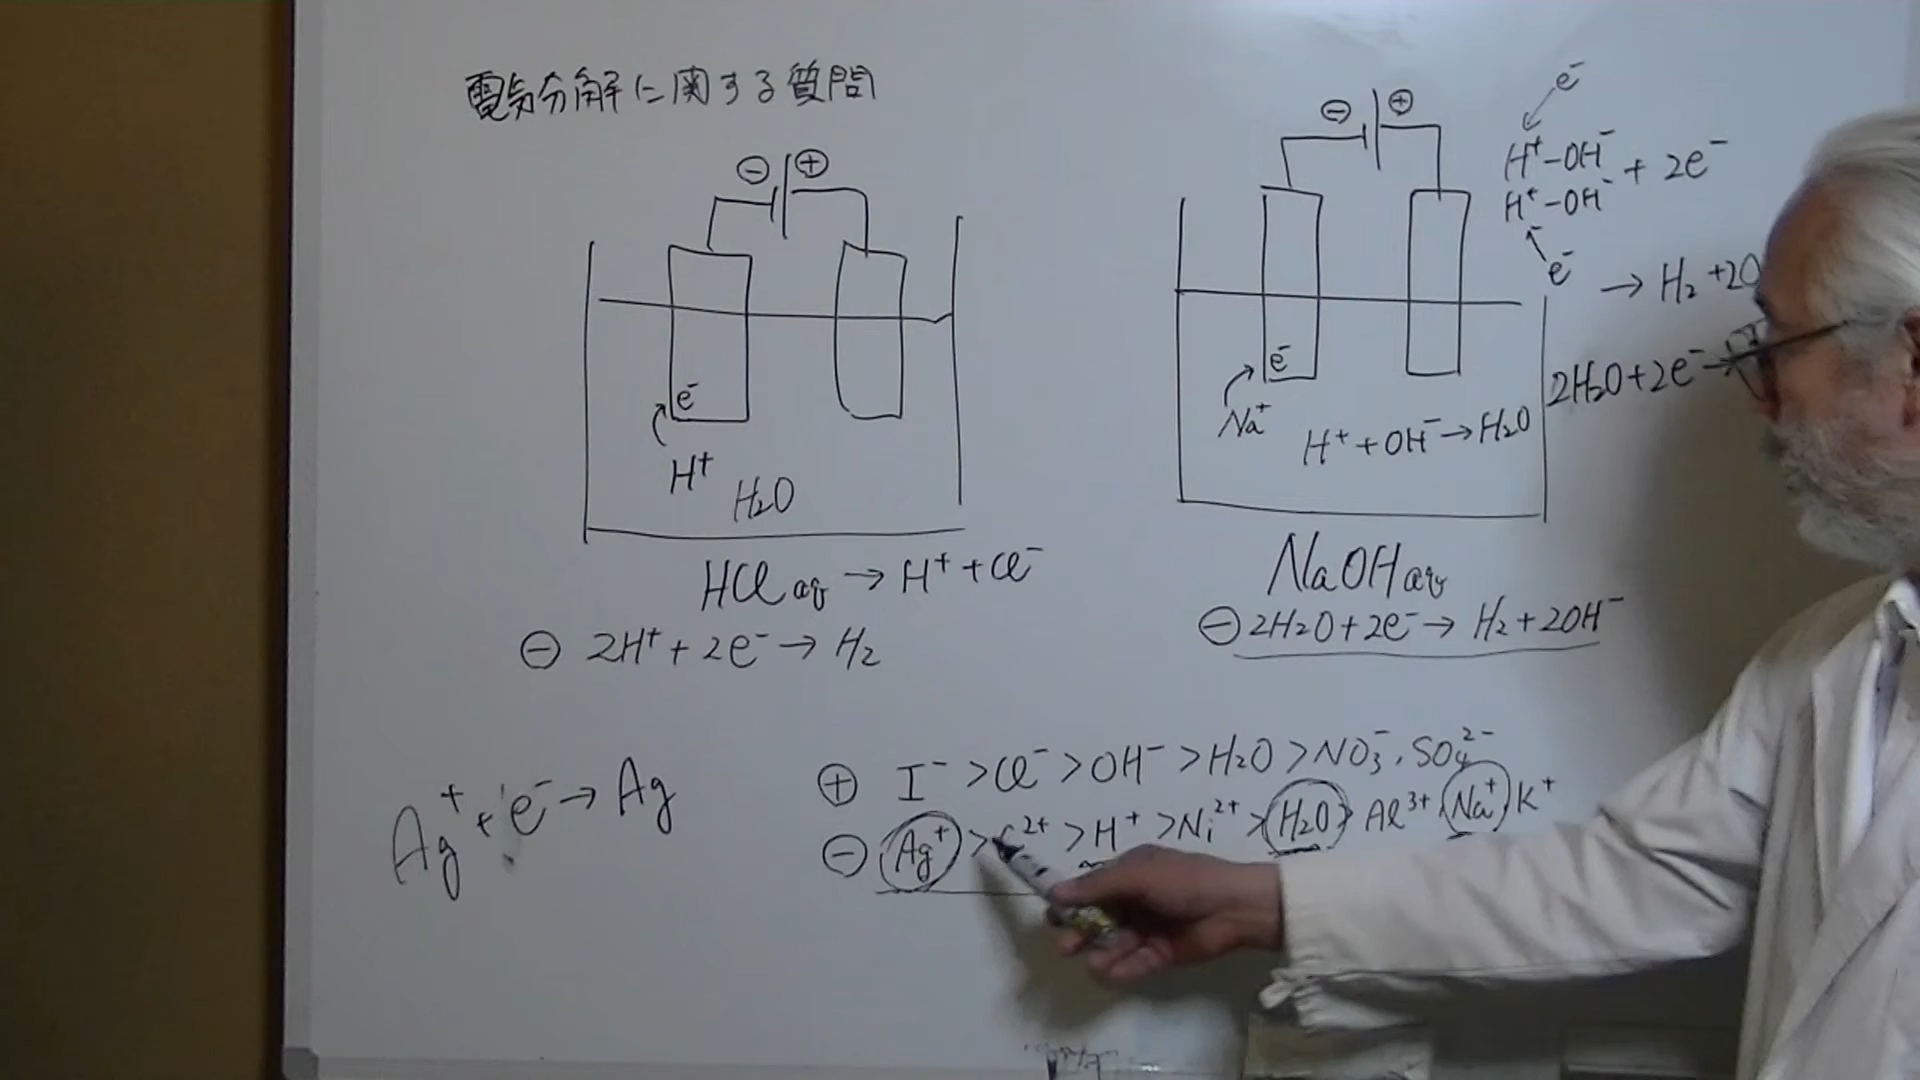 電気分解に関する質問
⊖ ⊕
e⁻
H⁺
H₂O
HCl aq → H⁺ + Cl⁻
⊖ 2H⁺ + 2e⁻ → H₂
⊖ ⊕
e⁻
Na⁺
H⁺ + OH⁻ → H₂O
NaOH aq
⊖ 2H₂O + 2e⁻ → H₂ + 2OH⁻
e⁻
H⁺-OH⁻
H⁺-OH⁻ + 2e⁻
e⁻
→ H₂ + 2O
2H₂O + 2e⁻ →
Ag⁺ + e⁻ → Ag
⊕ I⁻ > Cl⁻ > OH⁻ > H₂O > NO₃⁻, SO₄²⁻
⊖ Ag⁺ > 2+ > H⁺ > Ni²⁺ > H₂O > Al³⁺ Na⁺ K⁺